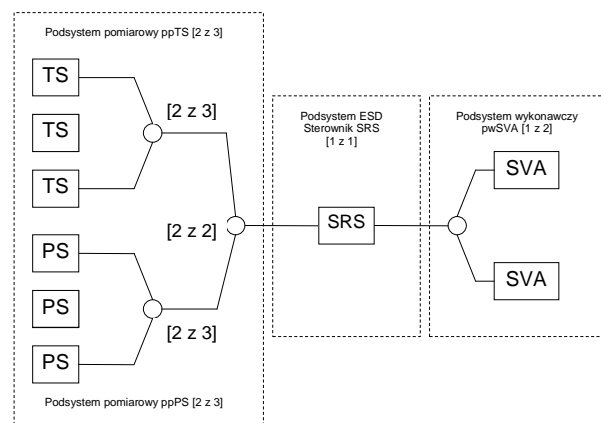 Podsystem pomiarowy ppTS [2 z 3]
TS
TS
TS
[2 z 3]
[2 z 2]
PS
PS
PS
[2 z 3]
Podsystem pomiarowy ppPS [2 z 3]
Podsystem ESD
Sterownik SRS
[1 z 1]
SRS
Podsystem wykonawczy
pwSVA [1 z 2]
SVA
SVA